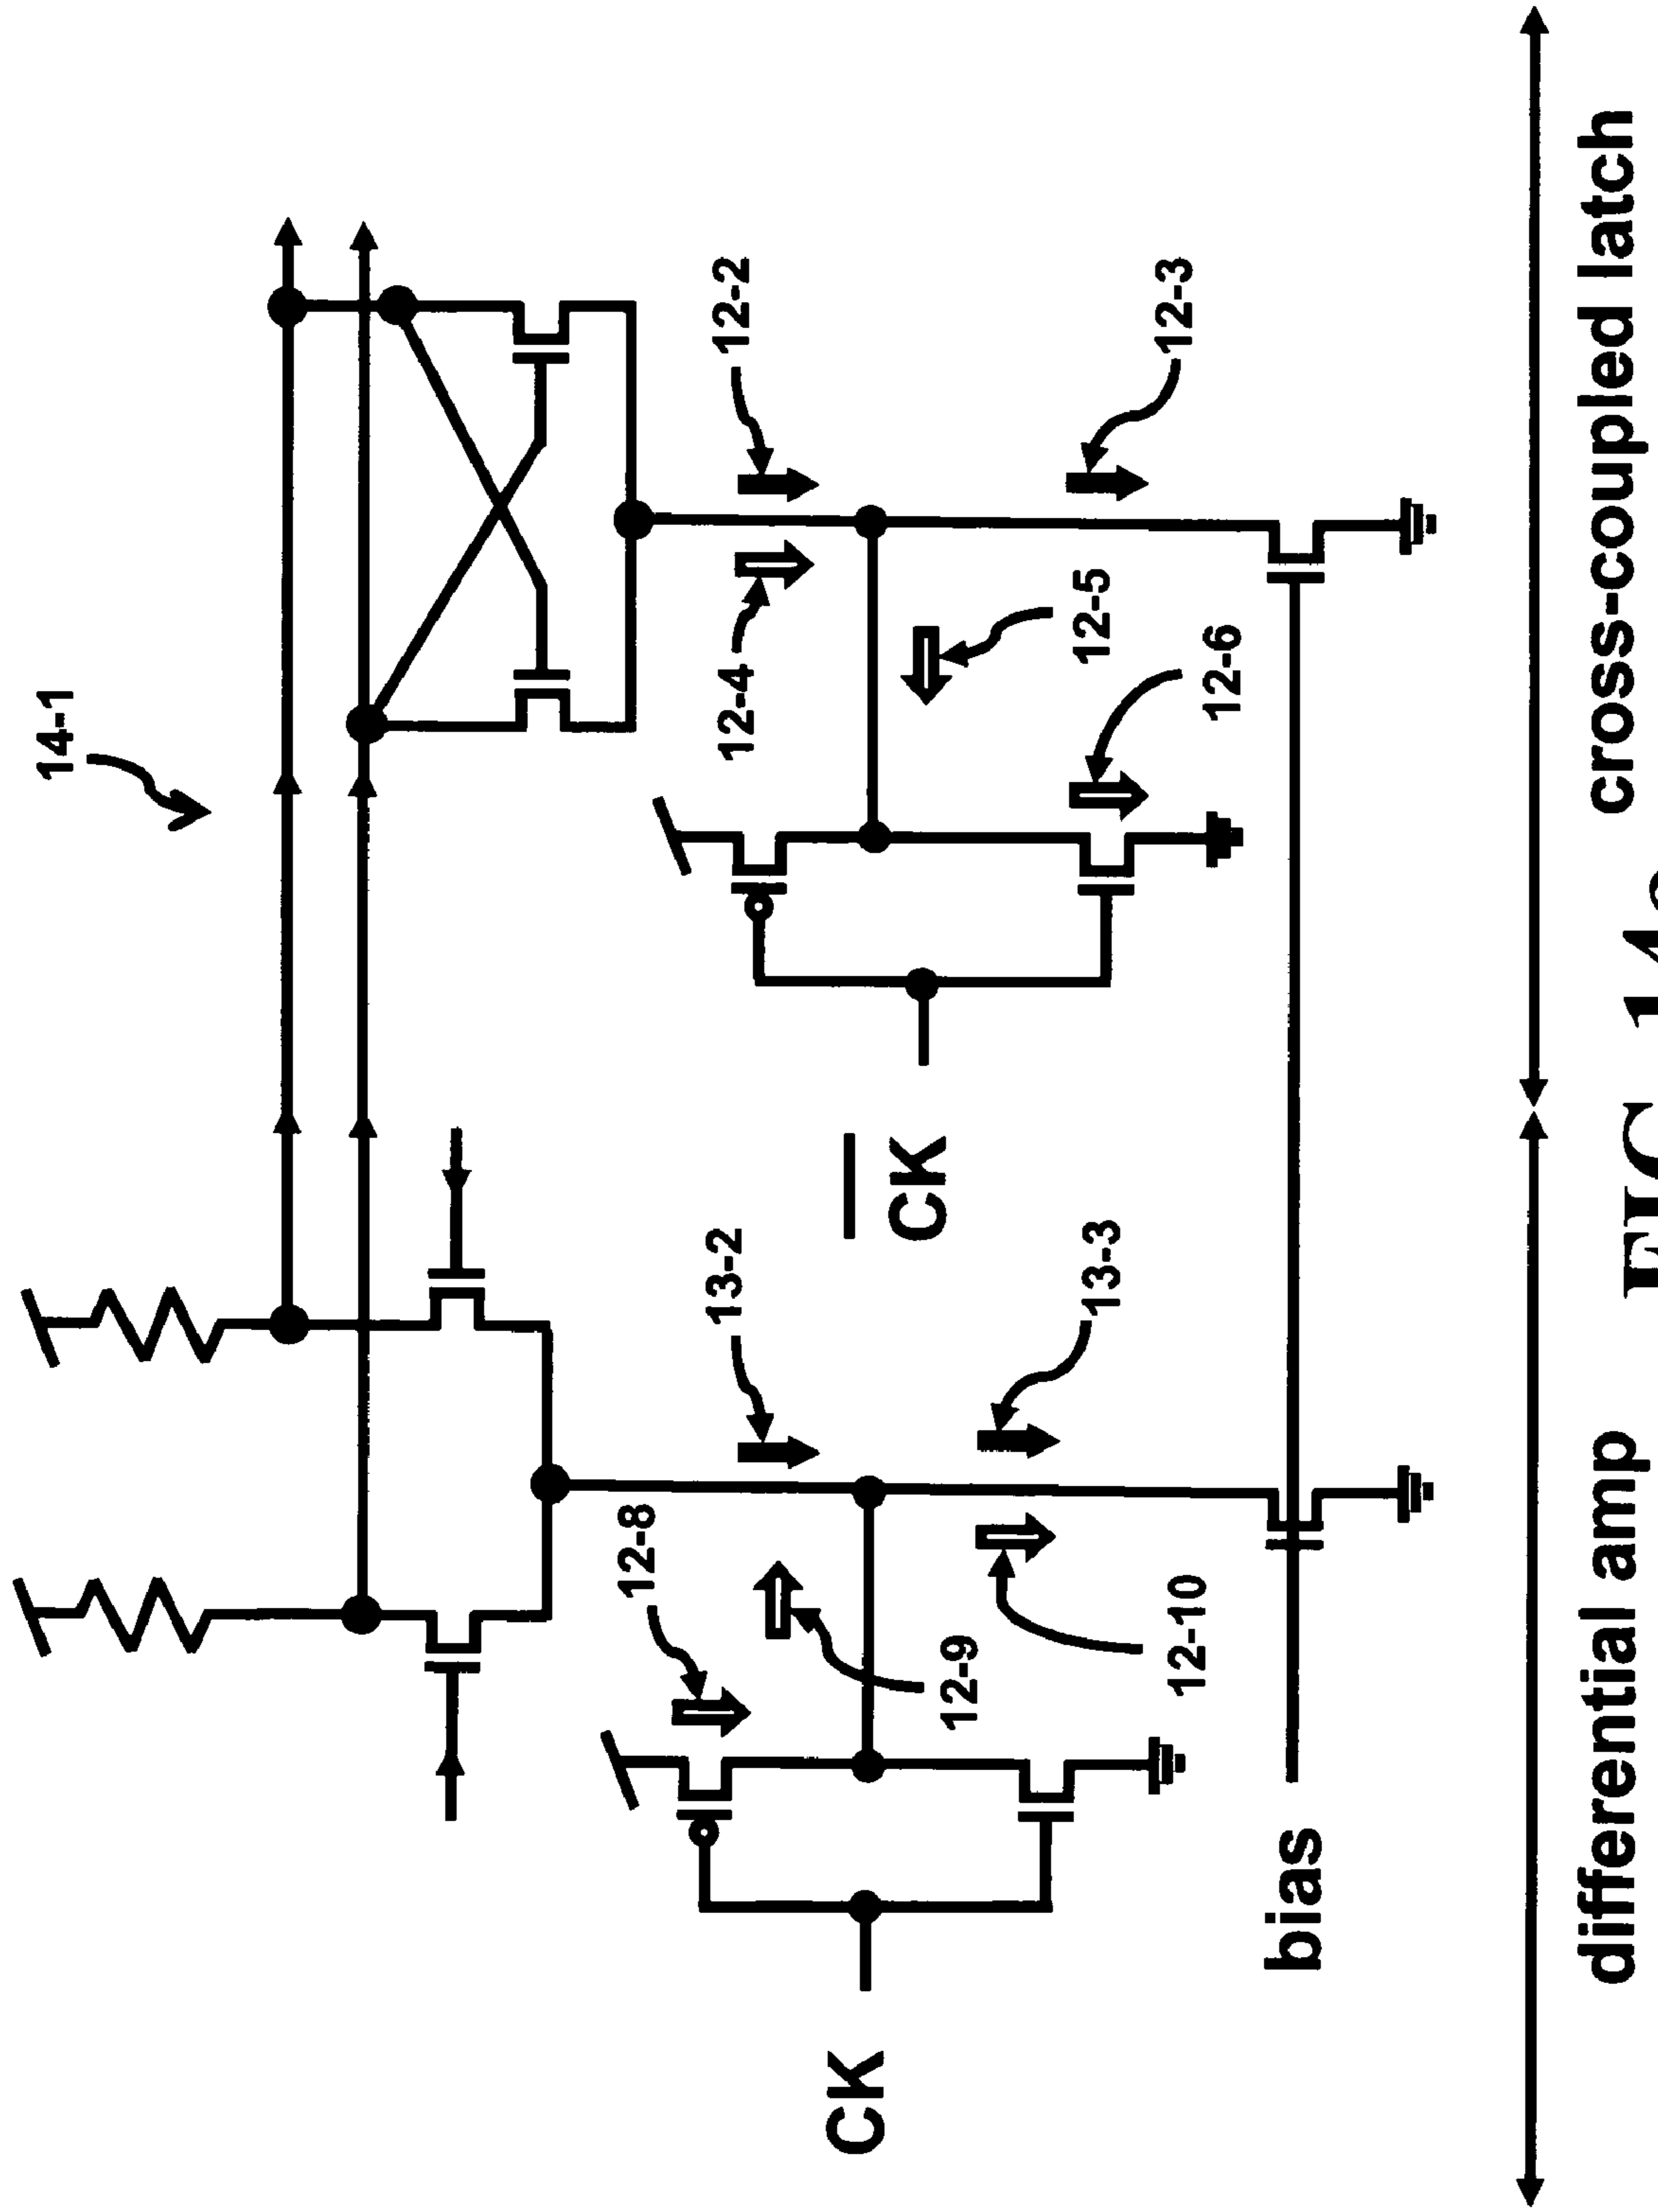 14-1
12-8
13-2
12-4
12-2
12-9
13-3
12-5
12-3
12-10
12-6
CK
C̅K̅
bias
differential amp
cross-coupled latch